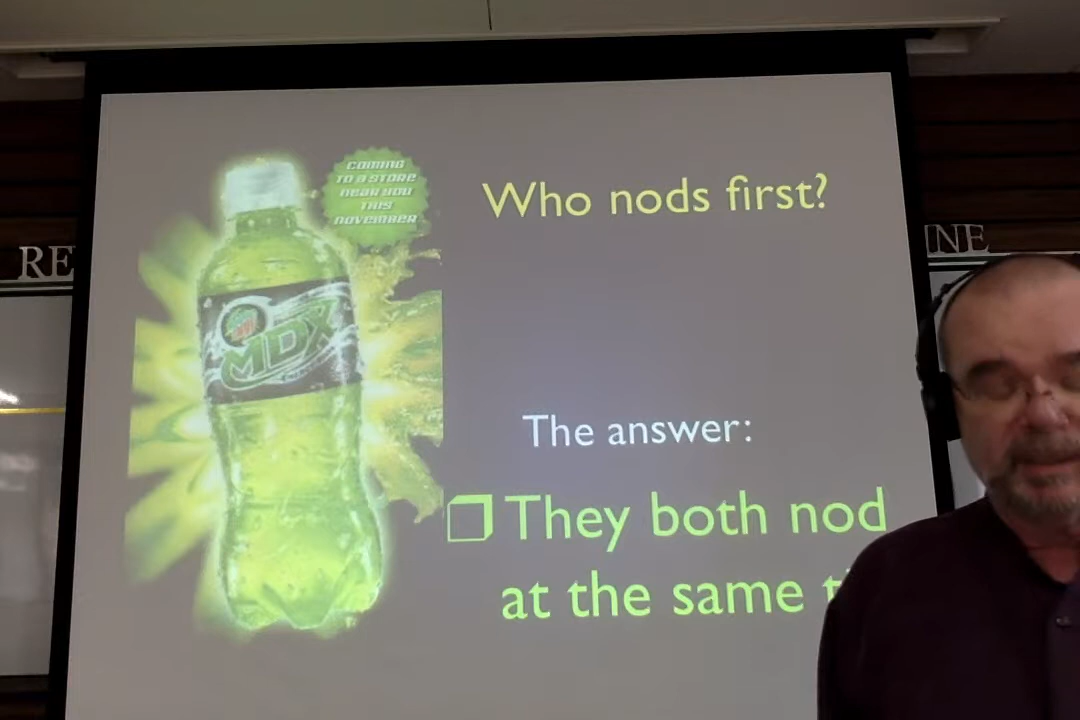 COMING
TO A STORE
NEAR YOU
THIS
NOVEMBER
Who nods first?
RE
INE
MDX
The answer:
They both nod
at the same